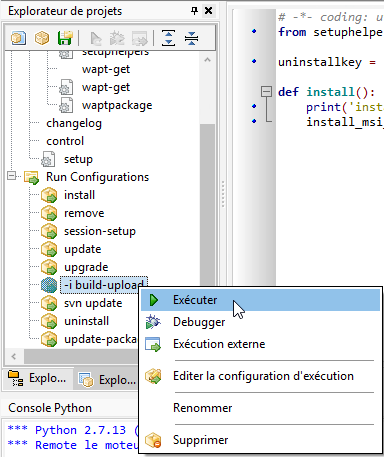 Explorateur de projets
setuphelpers
wapt-get
wapt-get
waptpackage
changelog
control
setup
Run Configurations
install
remove
session-setup
update
upgrade
-i build-upload
svn update
uninstall
update-packa
Explo...
Explo...
Console Python
*** Python 2.7.13 (
*** Remote le moteu
# -*- coding: u
from setuphelpe
uninstallkey =
def install():
print('inst
install_msi_
Exécuter
Debugger
Exécution externe
Editer la configuration d'exécution
Renommer
Supprimer